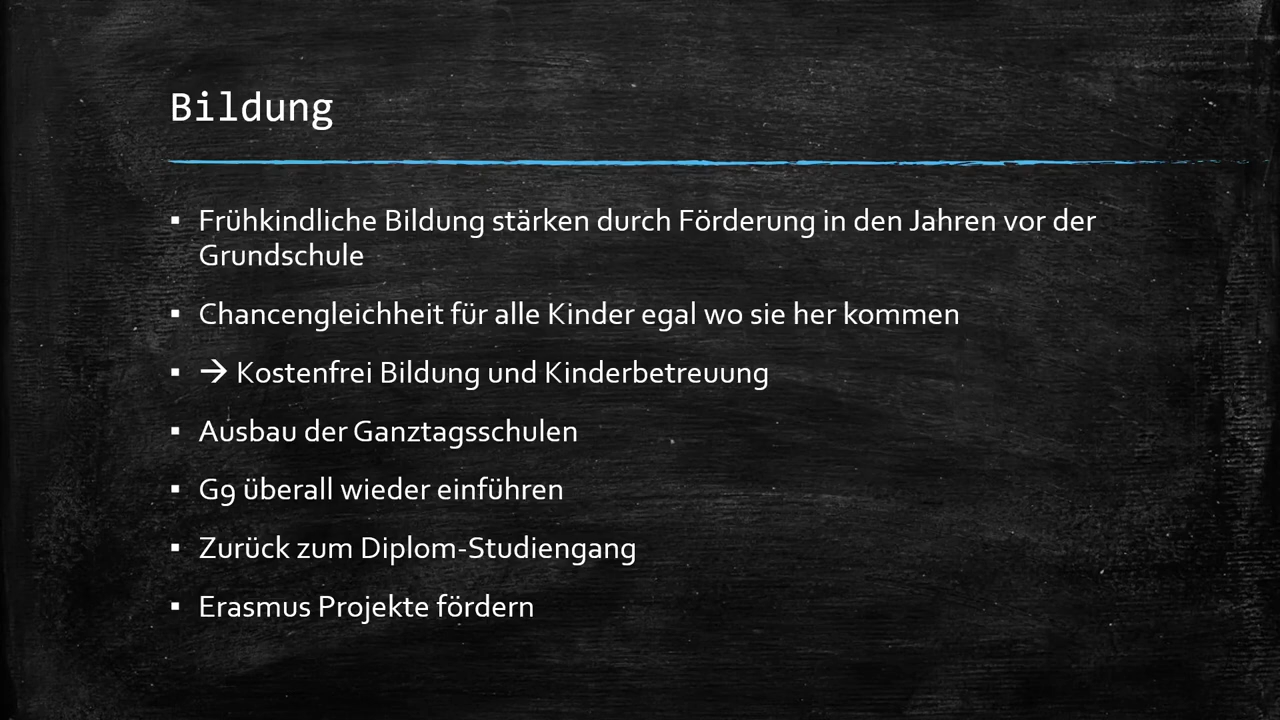 Bildung
▪ Frühkindliche Bildung stärken durch Förderung in den Jahren vor der
Grundschule
▪ Chancengleichheit für alle Kinder egal wo sie her kommen
▪ → Kostenfrei Bildung und Kinderbetreuung
▪ Ausbau der Ganztagsschulen
▪ G9 überall wieder einführen
▪ Zurück zum Diplom-Studiengang
▪ Erasmus Projekte fördern